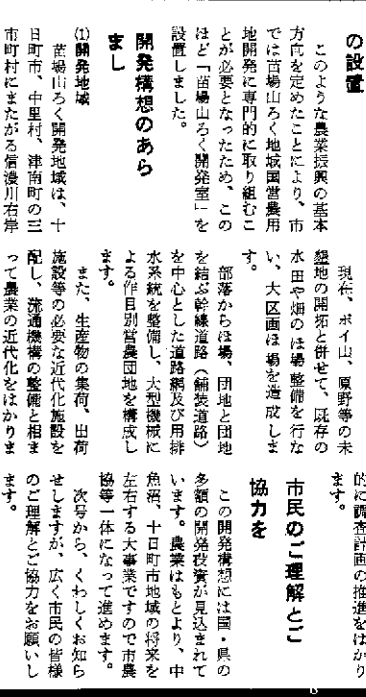 の設置
このような農業振興の基本
方向を定めたことにより、市
では苗場山ろく地域国営農用
地開発に専門的に取り組むこ
とが必要となったため、この
ほど「苗場山ろく開発室」を
設置しました。
開発構想のあら
まし
(1)開発地域
苗場山ろく開発地域は、十
日町市、中里村、津南町の三
市町村にまたがる信濃川右岸
現在、ボイ山、原野等の未
墾地の開拓と併せて、既存の
水田や畑のほ場整備を行な
い、大区画ほ場を造成しま
す。
部落からほ場、団地と団地
を結ぶ幹線道路(舗装道路)
を中心とした道路網及び用排
水系統を整備し、大型機械に
よる作目別営農団地を構成し
ます。
また、生産物の集荷、出荷
施設等の必要な近代化施設を
配し、流通機構の整備と相ま
って農業の近代化をはかりま
的に調査計画の推進をはかり
ます。
市民のご理解とご
協力を
この開発構想には国・県の
多額の開発投資が見込まれて
います。農業はもとより、中
魚沼、十日町市地域の将来を
左右する大事業ですので市農
協等一体になって進めます。
次号から、くわしくお知ら
せしますが、広く市民の皆様
のご理解とご協力をお願いし
ます。